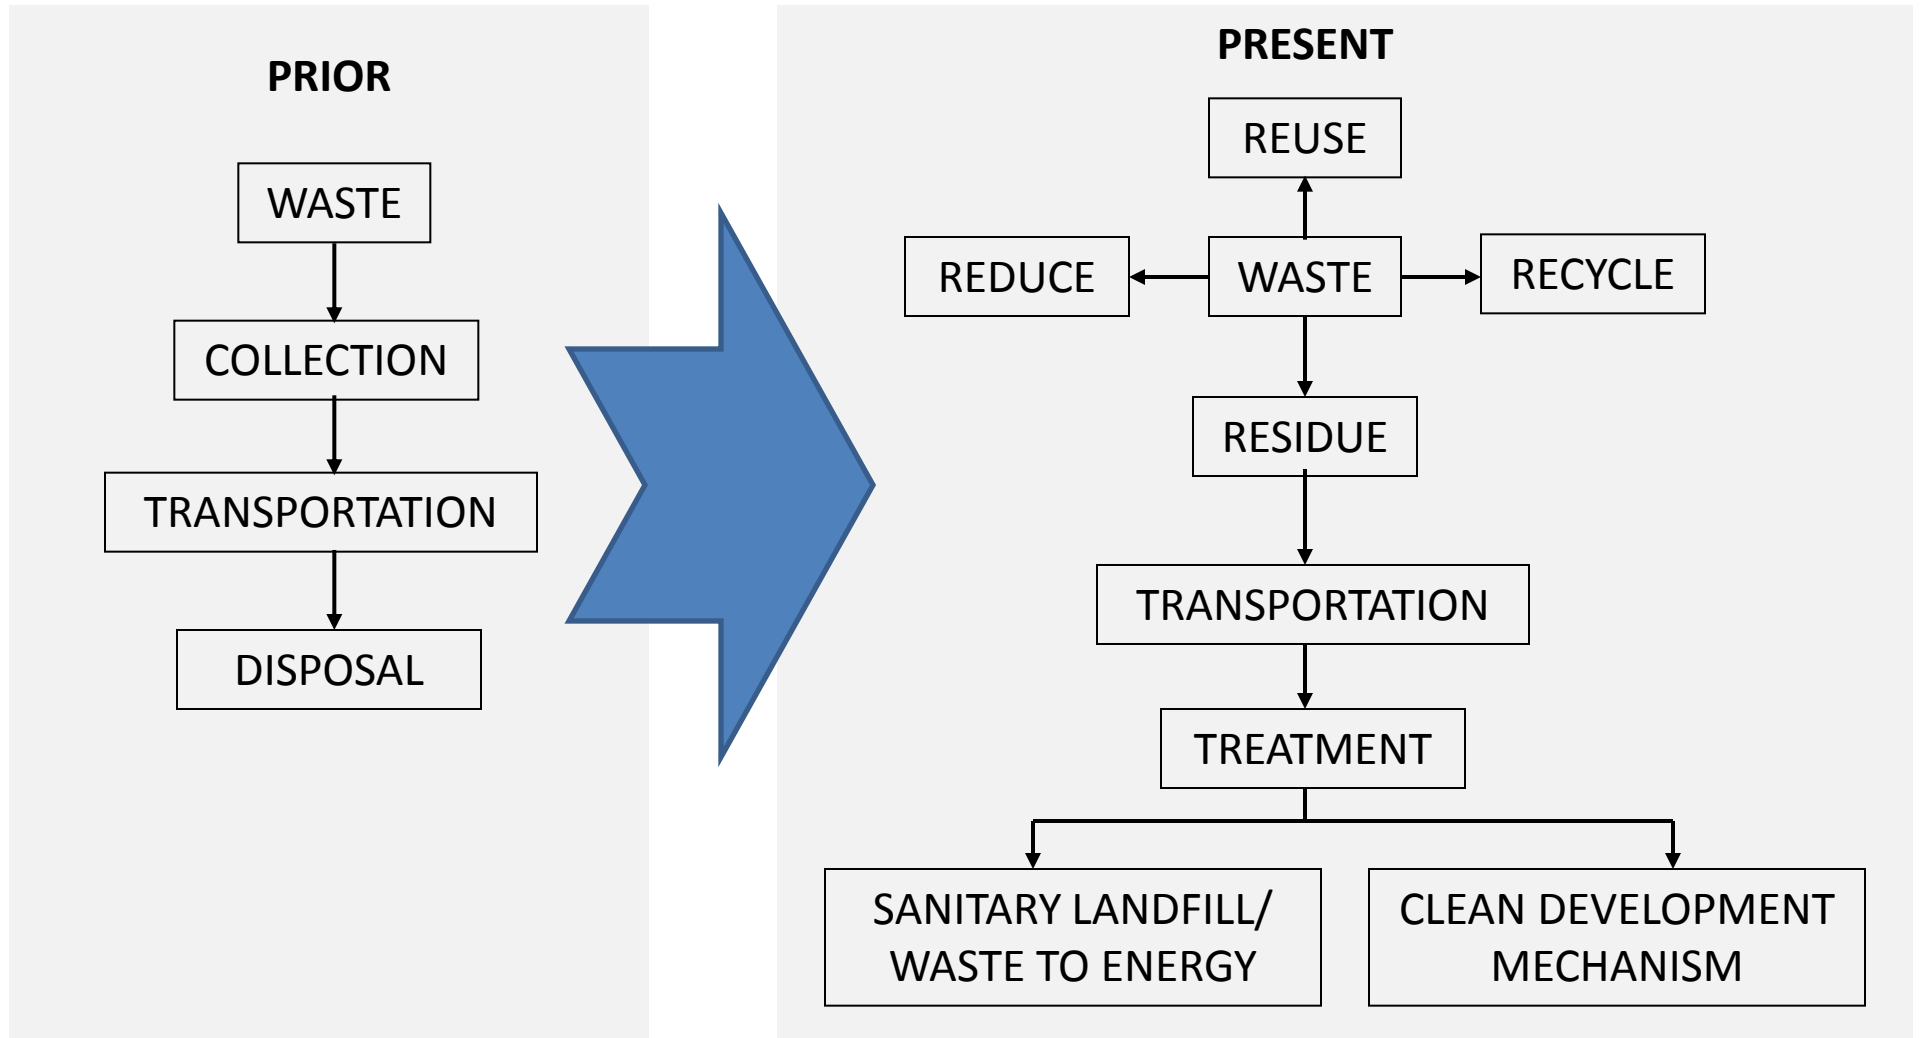 PRIOR
WASTE
COLLECTION
TRANSPORTATION
DISPOSAL
PRESENT
REUSE
REDUCE
WASTE
RECYCLE
RESIDUE
TRANSPORTATION
TREATMENT
SANITARY LANDFILL/
WASTE TO ENERGY
CLEAN DEVELOPMENT
MECHANISM